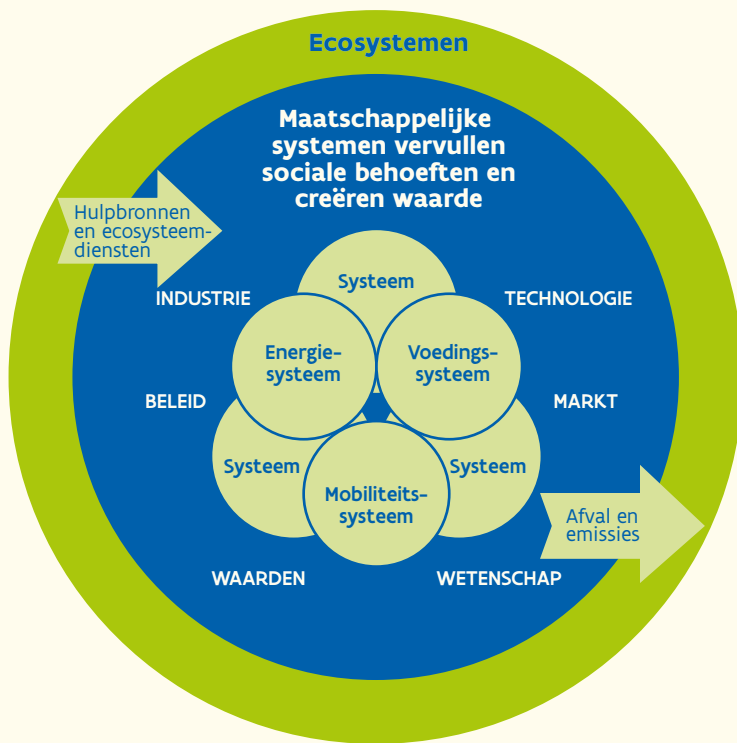 Ecosystemen
Maatschappelijke
systemen vervullen
sociale behoeften en
creëren waarde
Hulpbronnen
en ecosysteem-
diensten
INDUSTRIE
Systeem
TECHNOLOGIE
Energie-
systeem
Voedings-
systeem
BELEID
MARKT
Systeem
Systeem
Mobiliteits-
systeem
Afval en
emissies
WAARDEN
WETENSCHAP